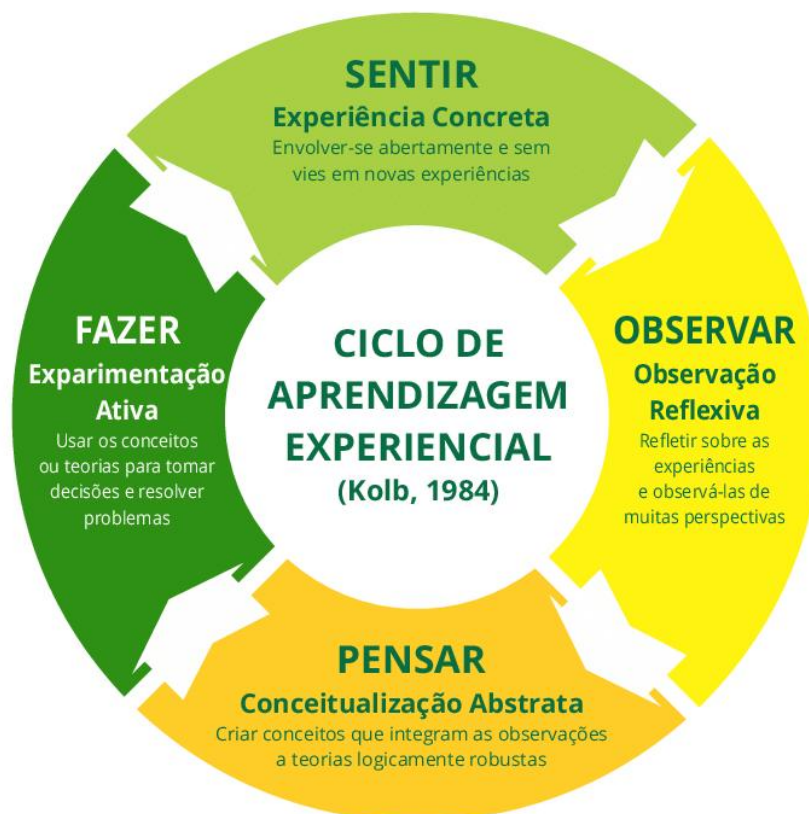 SENTIR
Experiência Concreta
Envolver-se abertamente e sem
vies em novas experiências
FAZER
Exparimentação
Ativa
Usar os conceitos
ou teorias para tomar
decisões e resolver
problemas
CICLO DE
APRENDIZAGEM
EXPERIENCIAL
(Kolb, 1984)
OBSERVAR
Observação
Reflexiva
Refletir sobre as
experiências
e observá-las de
muitas perspectivas
PENSAR
Conceitualização Abstrata
Criar conceitos que integram as observações
a teorias logicamente robustas